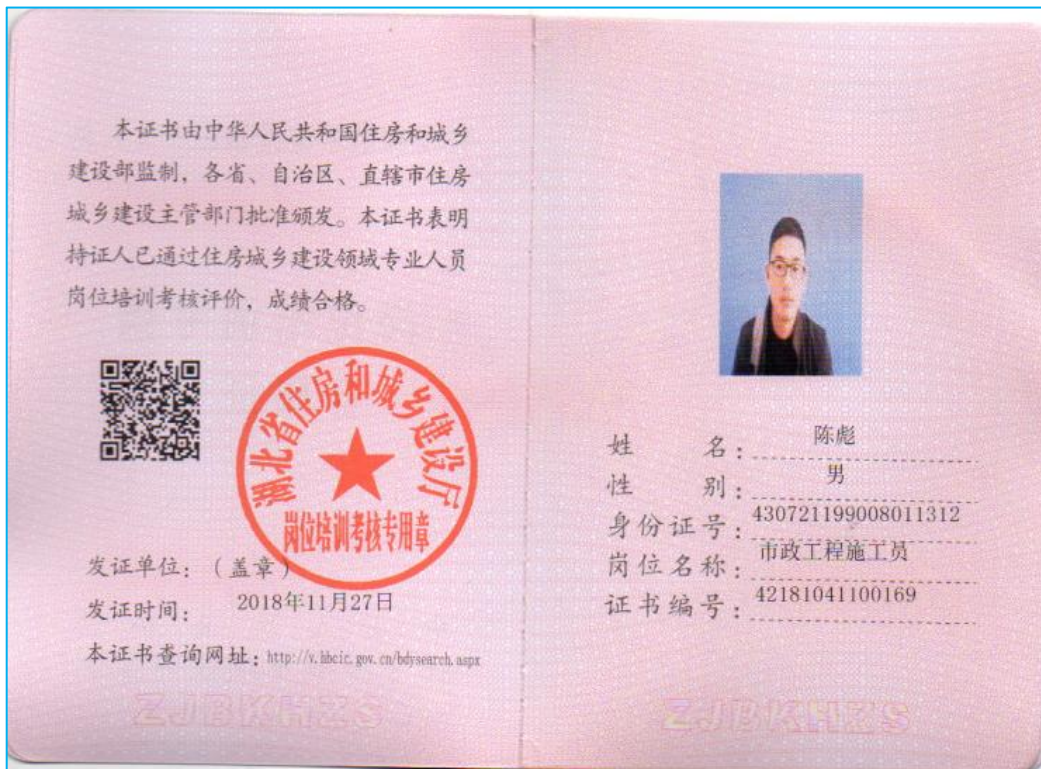 本证书由中华人民共和国住房和城乡
建设部监制，各省、自治区、直辖市住房
城乡建设主管部门批准颁发。本证书表明
持证人已通过住房城乡建设领域专业人员
岗位培训考核评价，成绩合格。
湖北省住房和城乡建设厅
岗位培训考核专用章
发证单位：（盖章）
发证时间： 2018年11月27日
本证书查询网址：http://v.hbcic.gov.cn/bdysearch.aspx
ZJBKHZS
姓 名：陈彪
性 别：男
身份证号：430721199008011312
岗位名称：市政工程施工员
证书编号：42181041100169
ZJBKHZS